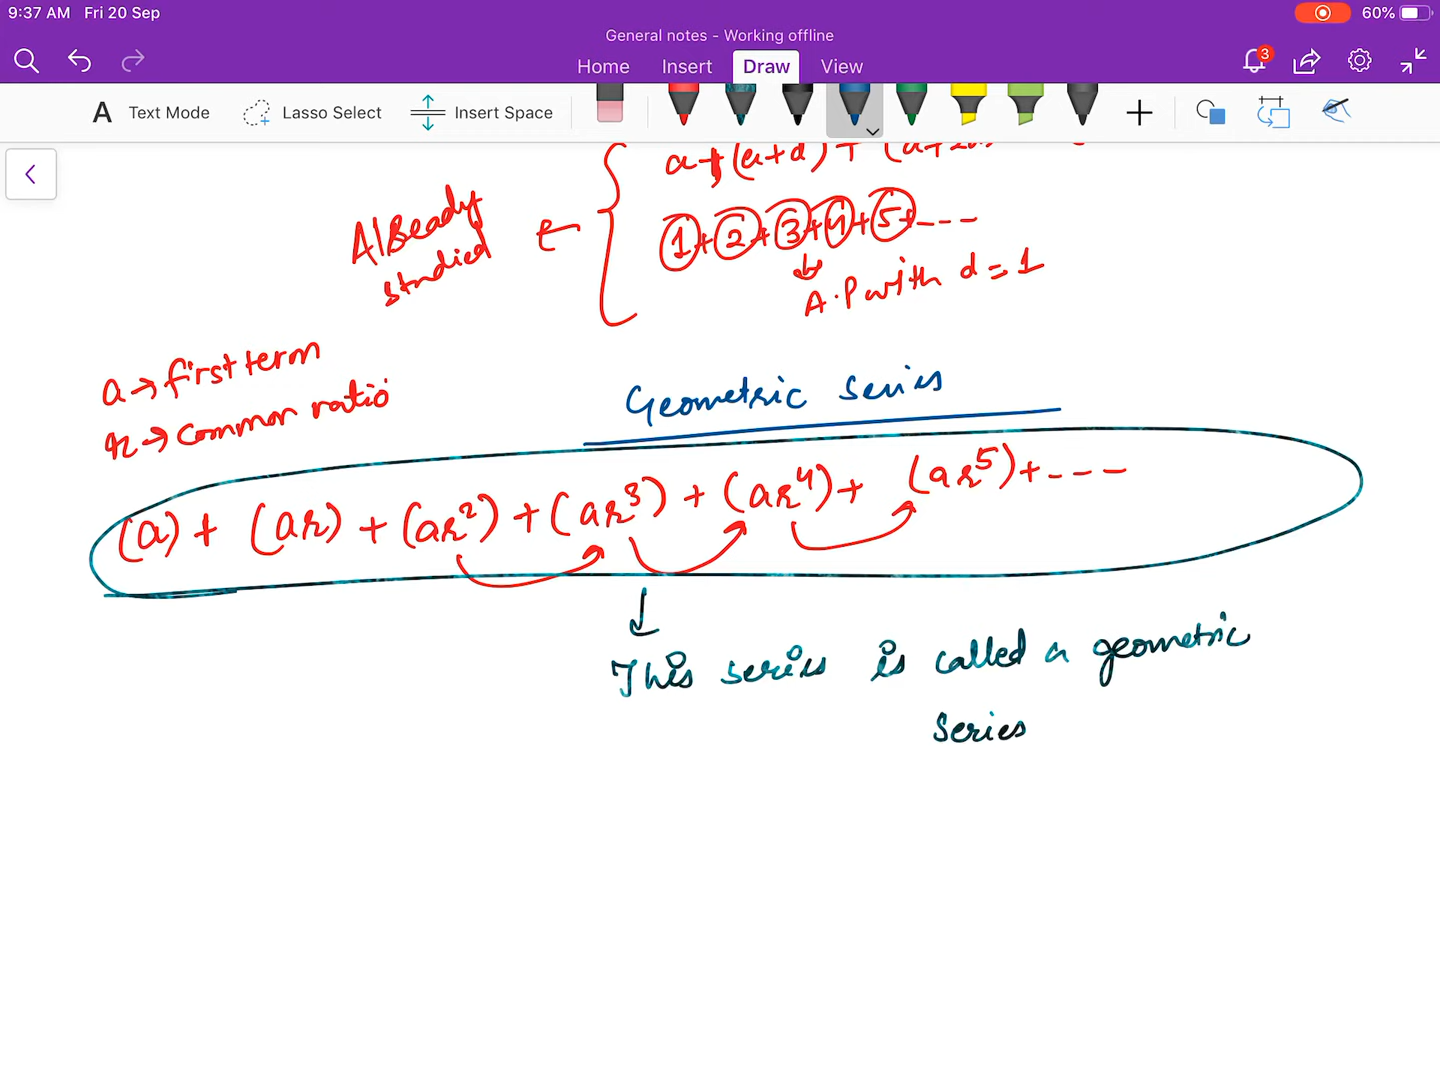 9:37 AM Fri 20 Sep 60%
General notes - Working offline
Home Insert Draw View 3
A Text Mode Lasso Select Insert Space
a + (a+d) + (a+2d
Already studied ← { ①+②+③+④+⑤+---
↓
A.P with d = 1
a → first term
r → common ratio
Geometric series
(a) + (ar) + (ar²) + (ar³) + (ar⁴) + (ar⁵) + ---
↓
This series is called a geometric
series